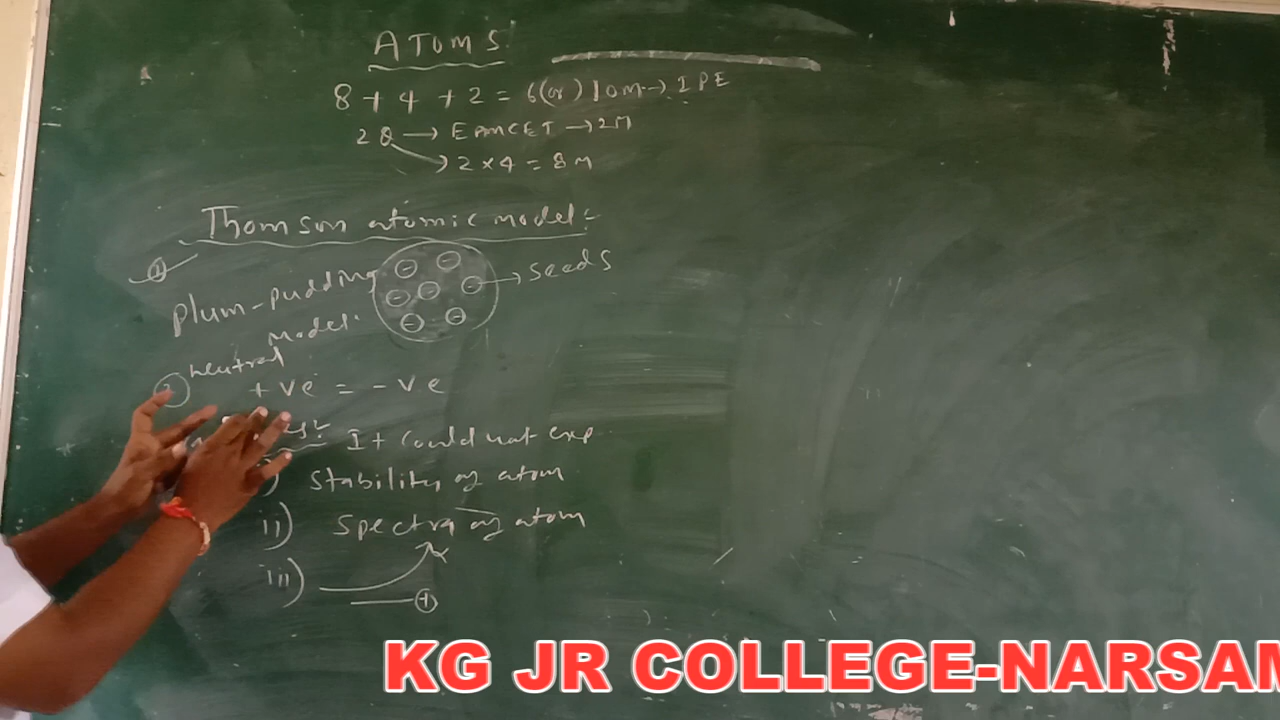 ATOMS
8 + 4 + 2 = 6 (or) 10M → IPE
2Q → EAMCET → 2M
→ 2 × 4 = 8M
Thomson atomic model:
①
Plum-pudding
model:
→ seeds
neutral
② +ve = -ve
It could not exp
i) Stability of atom
ii) Spectra of atom
iii)
+
KG JR COLLEGE-NARSAM